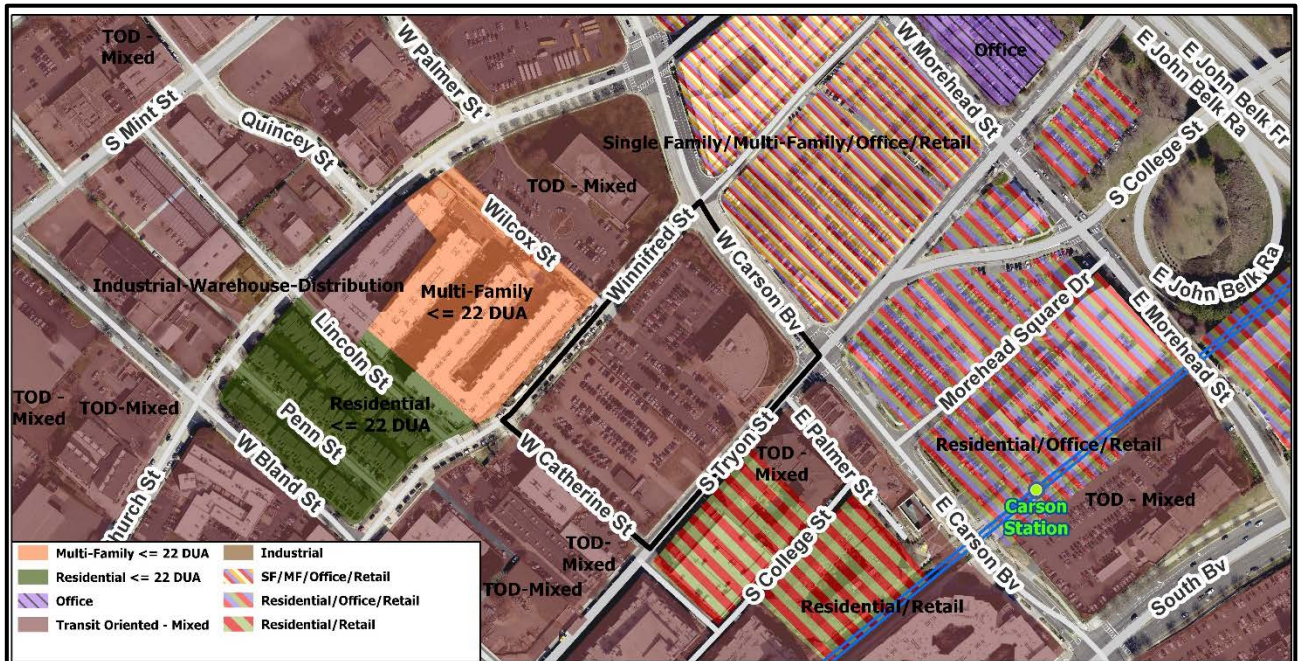 TOD -
Mixed
W Palmer St
S Mint St
Quincey St
W Morehead St
Office
E John Belk Ra
E John Belk Fr
S College St
Single Family/Multi-Family/Office/Retail
TOD - Mixed
Wilcox St
Winnifred St
W Carson Bv
E John Belk Ra
Industrial-Warehouse-Distribution
Multi-Family
<= 22 DUA
Morehead Square Dr
E Morehead St
Lincoln St
TOD -
Mixed
TOD-Mixed
Residential
<= 22 DUA
Penn St
W Bland St
Church St
W Catherine St
S Tryon St
TOD -
Mixed
E Palmer St
Residential/Office/Retail
Carson
Station
TOD - Mixed
E Carson Bv
South Bv
TOD-
Mixed
TOD-Mixed
S College St
Residential/Retail
Multi-Family <= 22 DUA
Residential <= 22 DUA
Office
Transit Oriented - Mixed
Industrial
SF/MF/Office/Retail
Residential/Office/Retail
Residential/Retail